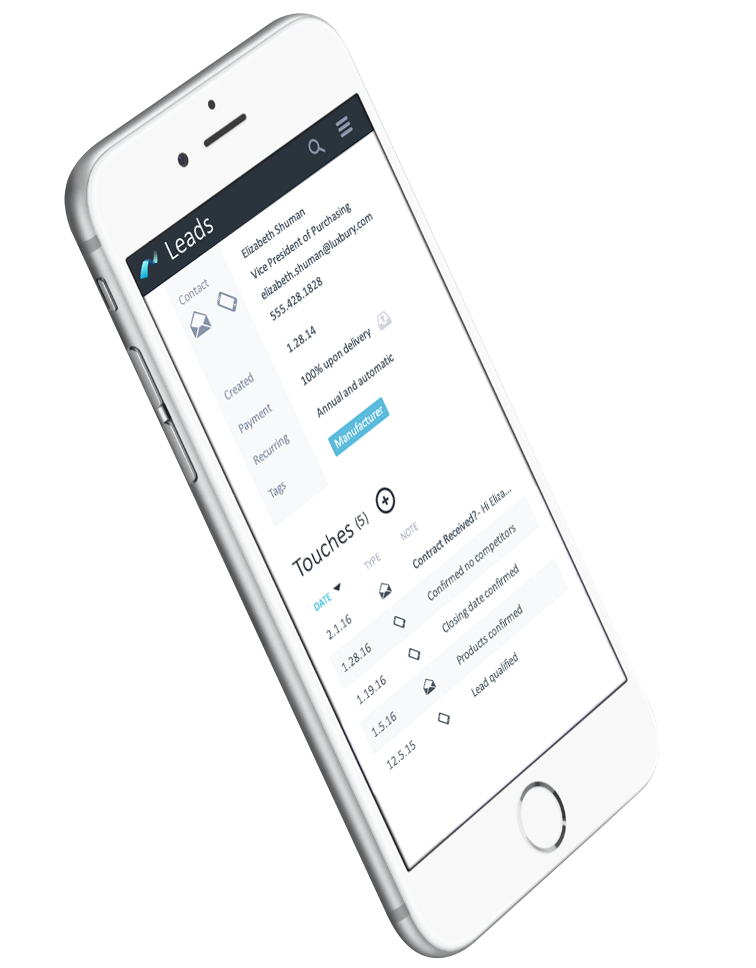 Leads
Contact
Elizabeth Shuman
Vice President of Purchasing
elizabeth.shuman@luxbury.com
555.428.1828
Created 1.28.14
Payment 100% upon delivery
Recurring Annual and automatic
Tags Manufacturer
Touches (5)
DATE TYPE NOTE
2.1.16 Contract Received?- Hi Eliza...
1.28.16 Confirmed no competitors
1.19.16 Closing date confirmed
1.5.16 Products confirmed
12.5.15 Lead qualified